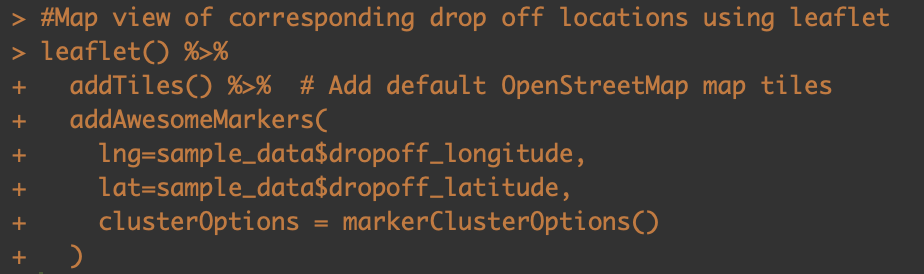 > #Map view of corresponding drop off locations using leaflet
> leaflet() %>%
+   addTiles() %>%  # Add default OpenStreetMap map tiles
+   addAwesomeMarkers(
+     lng=sample_data$dropoff_longitude,
+     lat=sample_data$dropoff_latitude,
+     clusterOptions = markerClusterOptions()
+   )